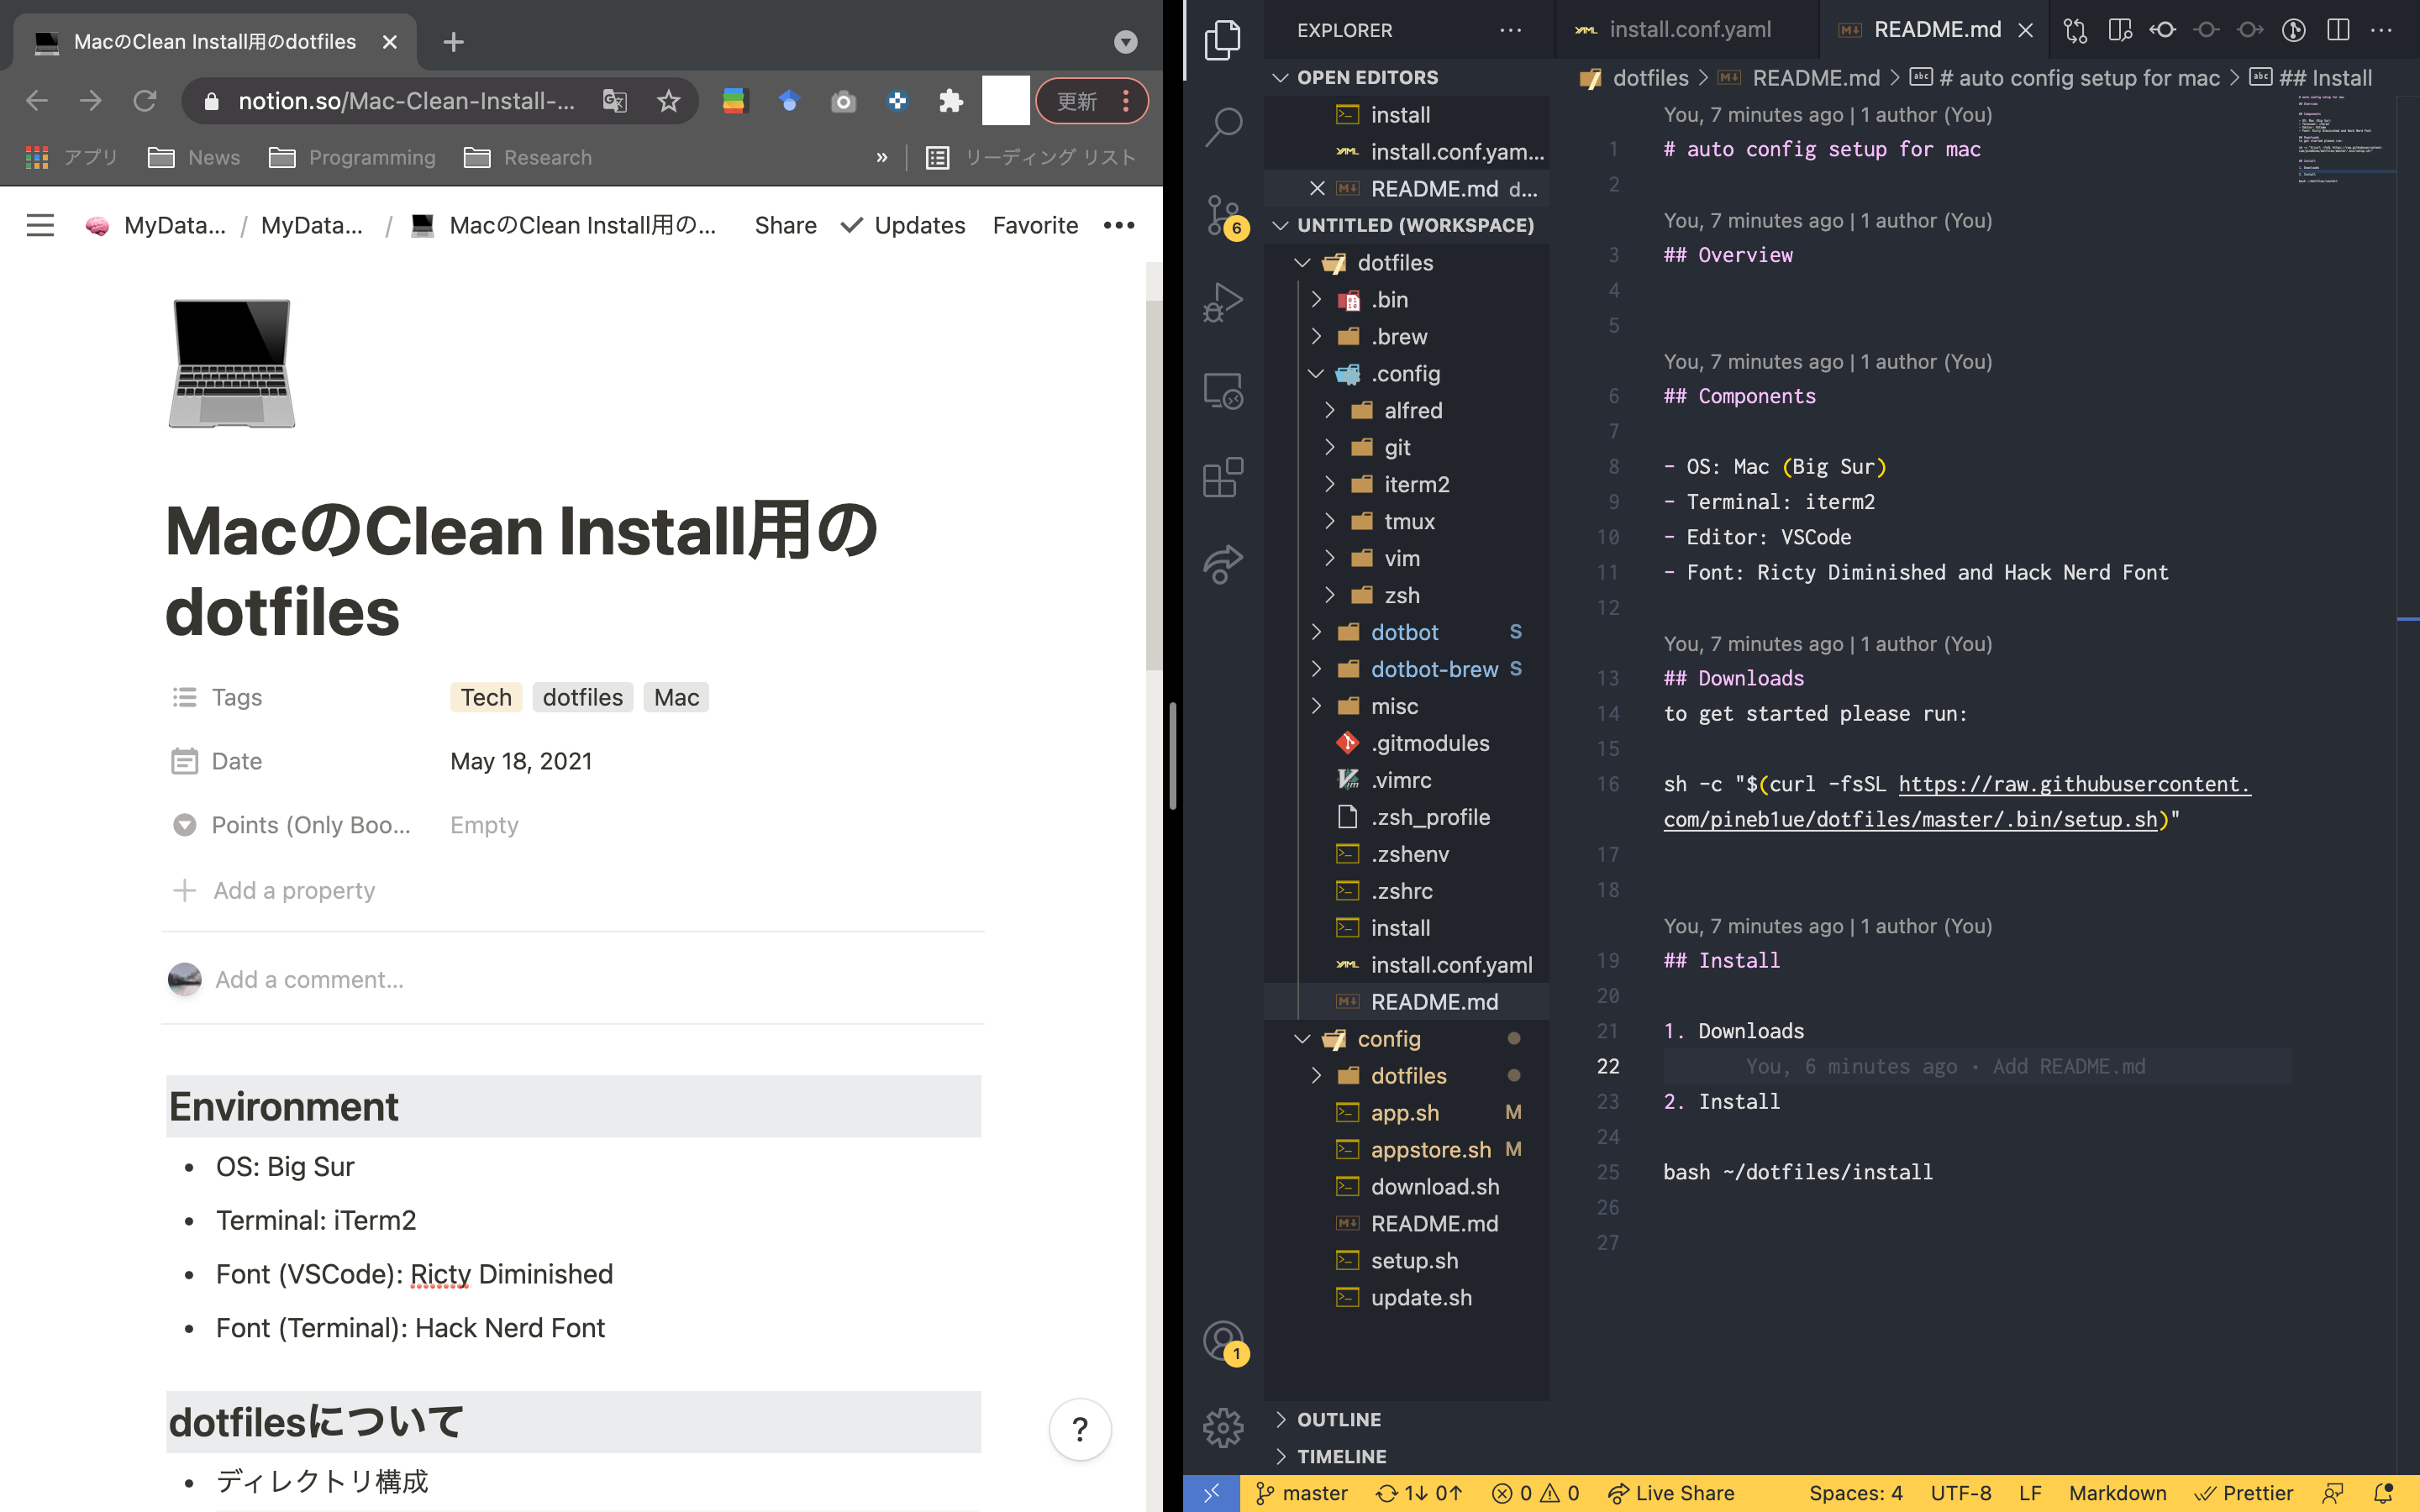 MacのClean Install用のdotfiles
notion.so/Mac-Clean-Install-...
更新
アプリ
News
Programming
Research
»
リーディング リスト
MyData... / MyData... / MacのClean Install用の...
Share
Updates
Favorite
MacのClean Install用の
dotfiles
Tags
Tech dotfiles Mac
Date
May 18, 2021
Points (Only Boo...
Empty
Add a property
Add a comment...
Environment
• OS: Big Sur
• Terminal: iTerm2
• Font (VSCode): Ricty Diminished
• Font (Terminal): Hack Nerd Font
dotfilesについて
• ディレクトリ構成
?
EXPLORER
OPEN EDITORS
install
install.conf.yam...
README.md d...
UNTITLED (WORKSPACE)
dotfiles
.bin
.brew
.config
alfred
git
iterm2
tmux
vim
zsh
dotbot S
dotbot-brew S
misc
.gitmodules
.vimrc
.zsh_profile
.zshenv
.zshrc
install
install.conf.yaml
README.md
config
dotfiles
app.sh M
appstore.sh M
download.sh
README.md
setup.sh
update.sh
OUTLINE
TIMELINE
6
1
install.conf.yaml
README.md
dotfiles > README.md > # auto config setup for mac > ## Install
You, 7 minutes ago | 1 author (You)
1 # auto config setup for mac
2
You, 7 minutes ago | 1 author (You)
3 ## Overview
4
5
You, 7 minutes ago | 1 author (You)
6 ## Components
7
8 - OS: Mac (Big Sur)
9 - Terminal: iterm2
10 - Editor: VSCode
11 - Font: Ricty Diminished and Hack Nerd Font
12
You, 7 minutes ago | 1 author (You)
13 ## Downloads
14 to get started please run:
15
16 sh -c "$(curl -fsSL https://raw.githubusercontent.
com/pineb1ue/dotfiles/master/.bin/setup.sh)"
17
18
You, 7 minutes ago | 1 author (You)
19 ## Install
20
21 1. Downloads
22 You, 6 minutes ago • Add README.md
23 2. Install
24
25 bash ~/dotfiles/install
26
27
master
1↓ 0↑
0
0
Live Share
Spaces: 4
UTF-8
LF
Markdown
Prettier